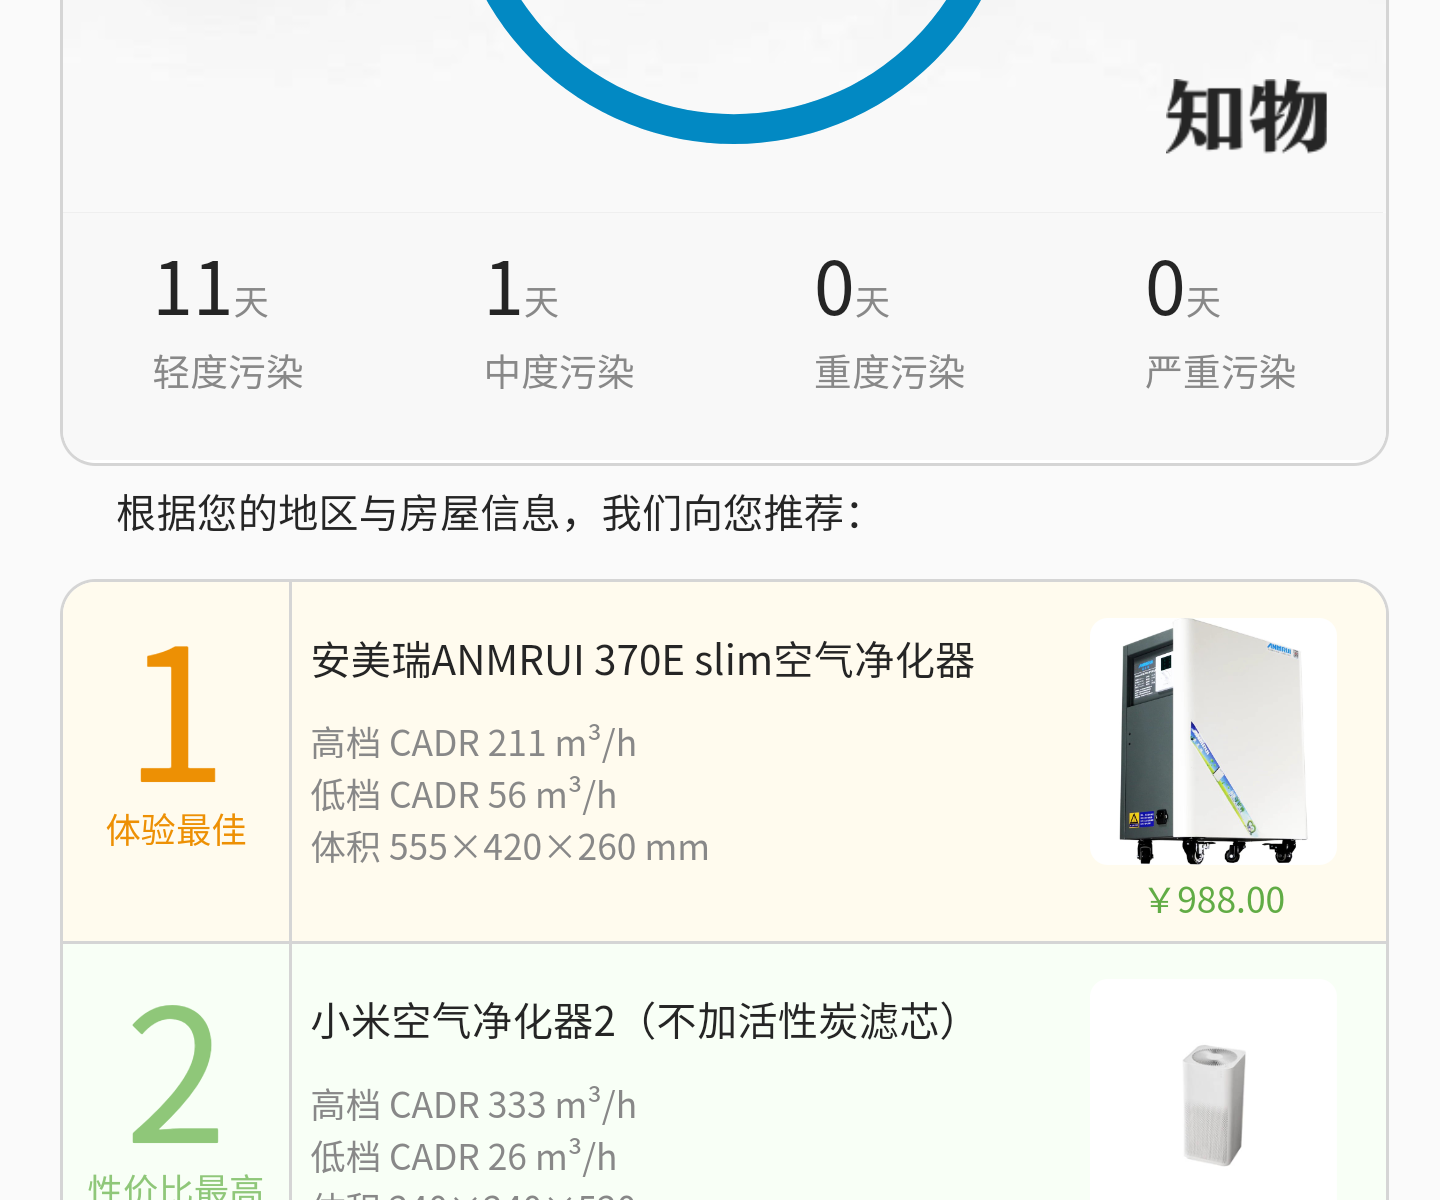 知物
11天 1天 0天 0天
轻度污染 中度污染 重度污染 严重污染
根据您的地区与房屋信息，我们向您推荐：
1
体验最佳
安美瑞ANMRUI 370E slim空气净化器
高档 CADR 211 m³/h
低档 CADR 56 m³/h
体积 555×420×260 mm
ANMRUI
￥988.00
2
性价比最高
小米空气净化器2（不加活性炭滤芯）
高档 CADR 333 m³/h
低档 CADR 26 m³/h